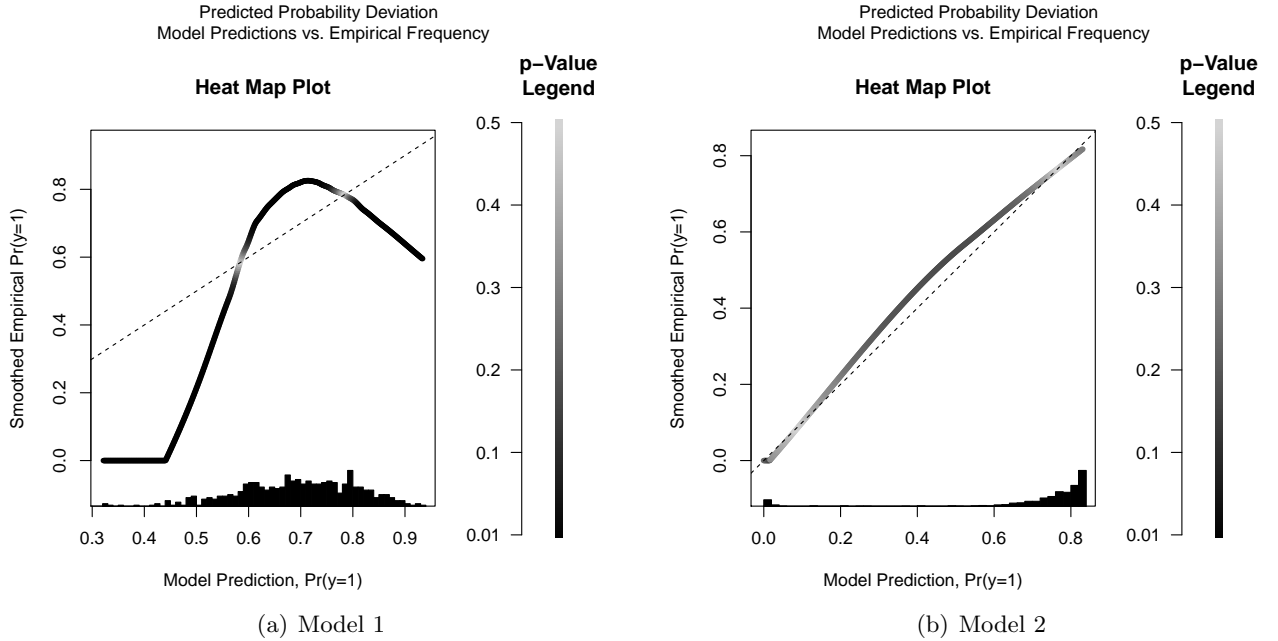 Predicted Probability Deviation
Model Predictions vs. Empirical Frequency
Heat Map Plot
p−Value
Legend
Smoothed Empirical Pr(y=1)
0.8
0.6
0.4
0.2
0.0
0.3 0.4 0.5 0.6 0.7 0.8 0.9
Model Prediction, Pr(y=1)
0.5
0.4
0.3
0.2
0.1
0.01
(a) Model 1
Predicted Probability Deviation
Model Predictions vs. Empirical Frequency
Heat Map Plot
p−Value
Legend
Smoothed Empirical Pr(y=1)
0.8
0.6
0.4
0.2
0.0
0.0 0.2 0.4 0.6 0.8
Model Prediction, Pr(y=1)
0.5
0.4
0.3
0.2
0.1
0.01
(b) Model 2